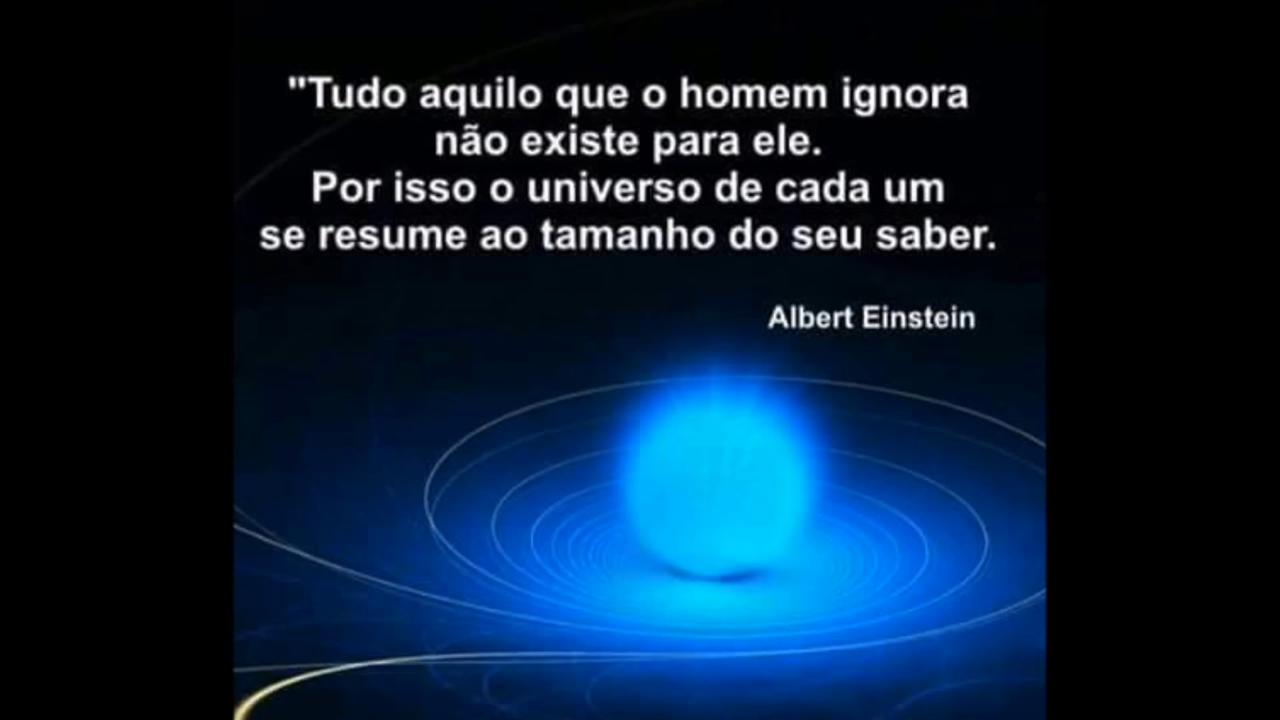 "Tudo aquilo que o homem ignora
não existe para ele.
Por isso o universo de cada um
se resume ao tamanho do seu saber.
Albert Einstein